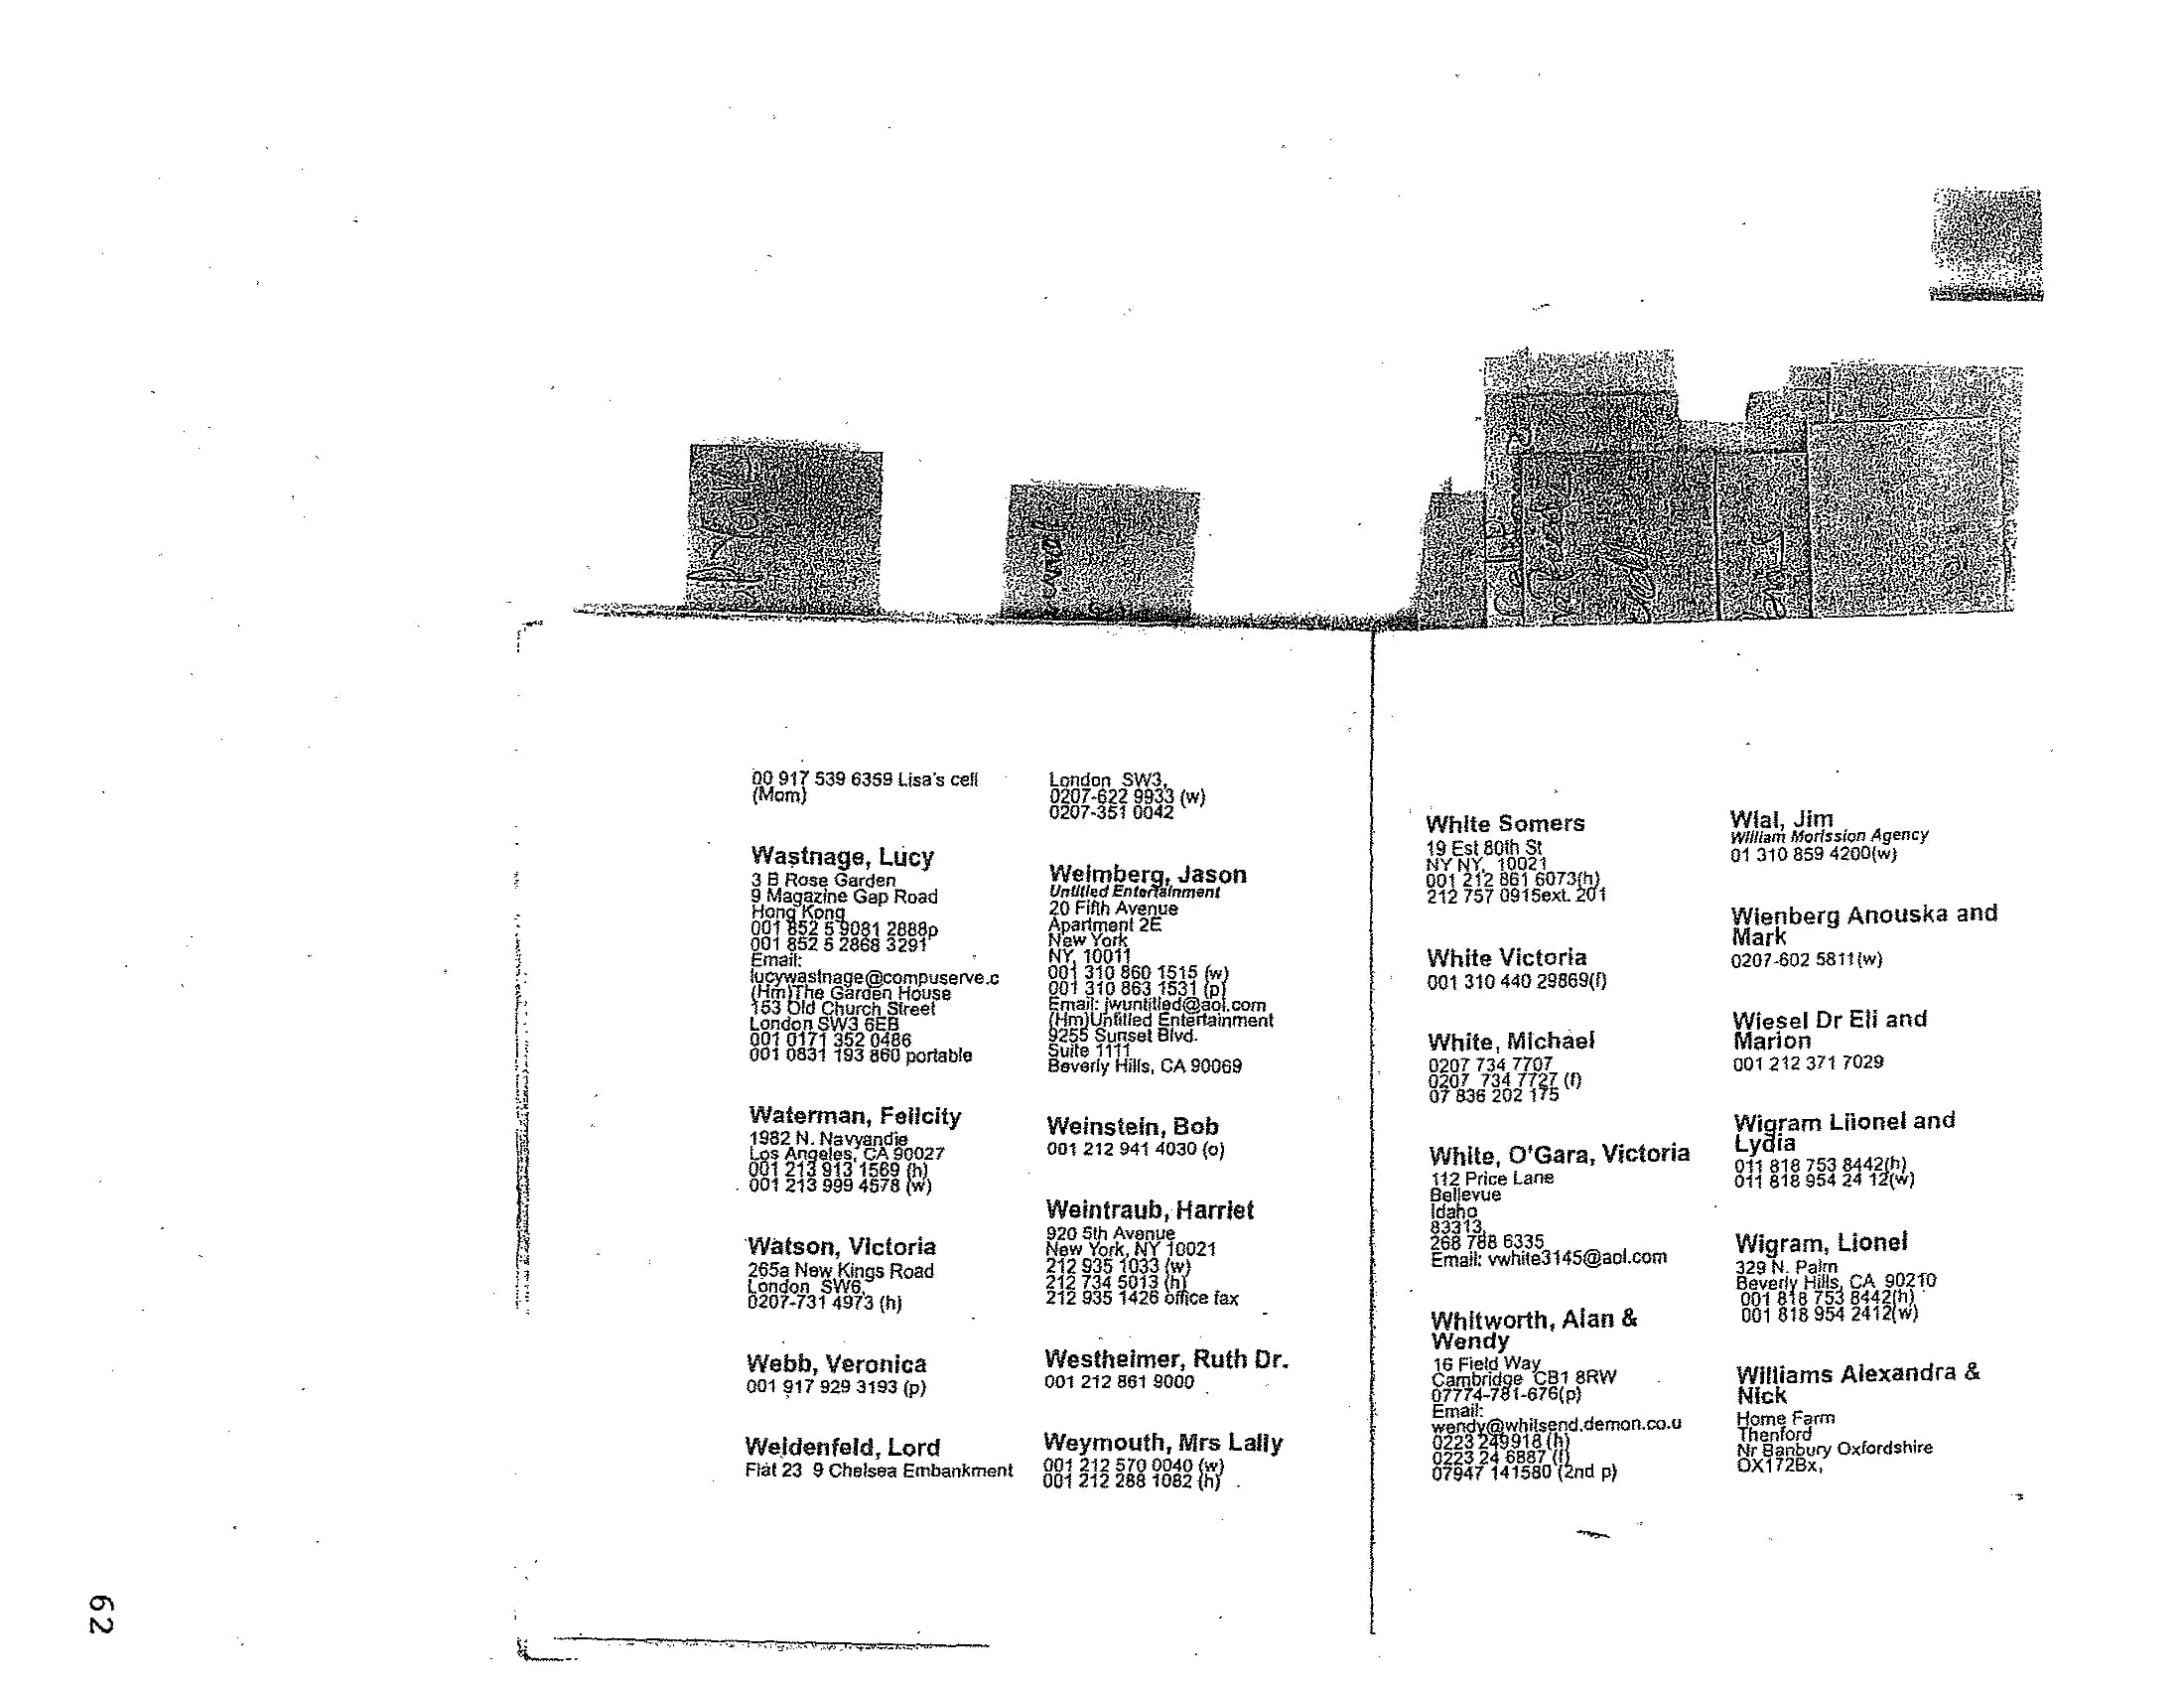 00 917 539 6359 Lisa's cell
(Mom)
Wastnage, Lucy
3 B Rose Garden
9 Magazine Gap Road
Hong Kong
001 852 5 9081 2888p
001 852 5 2868 3291
Email:
lucywastnage@compuserve.c
(Hm)The Garden House
153 Old Church Street
London SW3 6EB
001 0171 352 0486
001 0831 193 860 portable
Waterman, Felicity
1982 N. Navyandie
Los Angeles, CA 90027
001 213 913 1569 (h)
001 213 999 4578 (w)
Watson, Victoria
265a New Kings Road
London SW6,
0207-731 4973 (h)
Webb, Veronica
001 917 929 3193 (p)
Weidenfeld, Lord
Flat 23 9 Chelsea Embankment
London SW3,
0207-622 9933 (w)
0207-351 0042
Weimberg, Jason
Untitled Entertainment
20 Fifth Avenue
Apartment 2E
New York
NY, 10011
001 310 860 1515 (w)
001 310 863 1531 (p)
Email: jwuntitled@aol.com
(Hm)Untitled Entertainment
9255 Sunset Blvd.
Suite 1111
Beverly Hills, CA 90069
Weinstein, Bob
001 212 941 4030 (o)
Weintraub, Harriet
920 5th Avenue
New York, NY 10021
212 935 1033 (w)
212 734 5013 (h)
212 935 1426 office fax
Westheimer, Ruth Dr.
001 212 861 9000
Weymouth, Mrs Lally
001 212 570 0040 (w)
001 212 288 1082 (h)
White Somers
19 Est 80th St
NY NY, 10021
001 212 861 6073(h)
212 757 0915ext. 201
White Victoria
001 310 440 29869(f)
White, Michael
0207 734 7707
0207 734 7727 (f)
07 836 202 175
White, O'Gara, Victoria
112 Price Lane
Bellevue
Idaho
83313,
268 788 6335
Email: vwhite3145@aol.com
Whitworth, Alan &
Wendy
16 Field Way
Cambridge CB1 8RW
07774-781-676(p)
Email:
wendy@whitsend.demon.co.u
0223 249918 (h)
0223 24 6887 (f)
07947 141580 (2nd p)
Wial, Jim
William Morission Agency
01 310 859 4200(w)
Wienberg Anouska and
Mark
0207-602 5811(w)
Wiesel Dr Eli and
Marion
001 212 371 7029
Wigram Liionel and
Lydia
011 818 753 8442(h)
011 818 954 24 12(w)
Wigram, Lionel
329 N. Palm
Beverly Hills, CA 90210
001 818 753 8442(h)
001 818 954 2412(w)
Williams Alexandra &
Nick
Home Farm
Thenford
Nr Banbury Oxfordshire
OX172Bx,
62